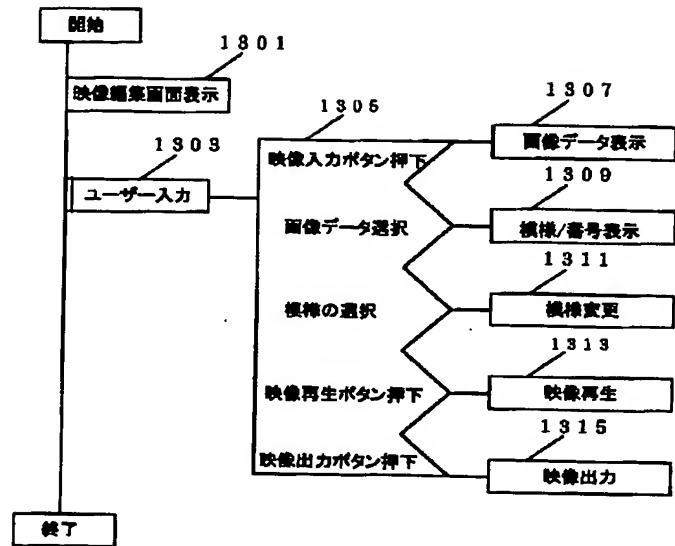 開始
1301
映像編集画面表示
1303
ユーザー入力
1305
映像入力ボタン押下
1307
画像データ表示
画像データ選択
1309
模様/番号表示
模様の選択
1311
模様変更
映像再生ボタン押下
1313
映像再生
映像出力ボタン押下
1315
映像出力
終了